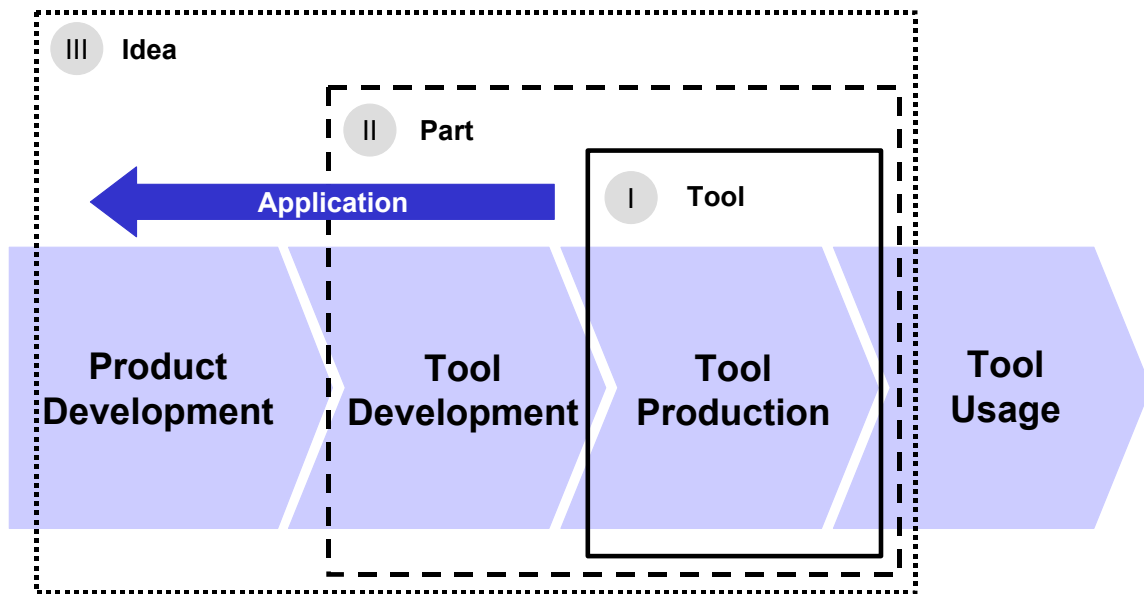 III Idea
II Part
Application
I Tool
Product
Development
Tool
Development
Tool
Production
Tool
Usage